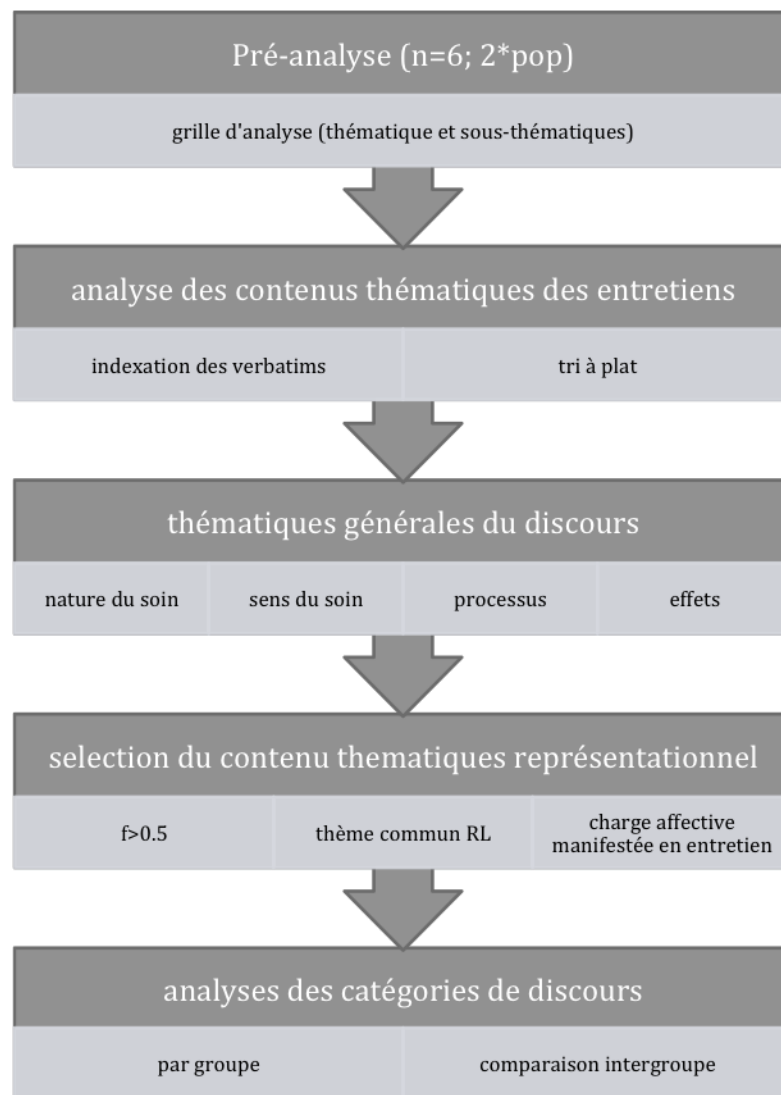 Pré-analyse (n=6; 2*pop)
grille d'analyse (thématique et sous-thématiques)
analyse des contenus thématiques des entretiens
indexation des verbatims
tri à plat
thématiques générales du discours
nature du soin
sens du soin
processus
effets
selection du contenu thematiques représentationnel
f>0.5
thème commun RL
charge affective
manifestée en entretien
analyses des catégories de discours
par groupe
comparaison intergroupe